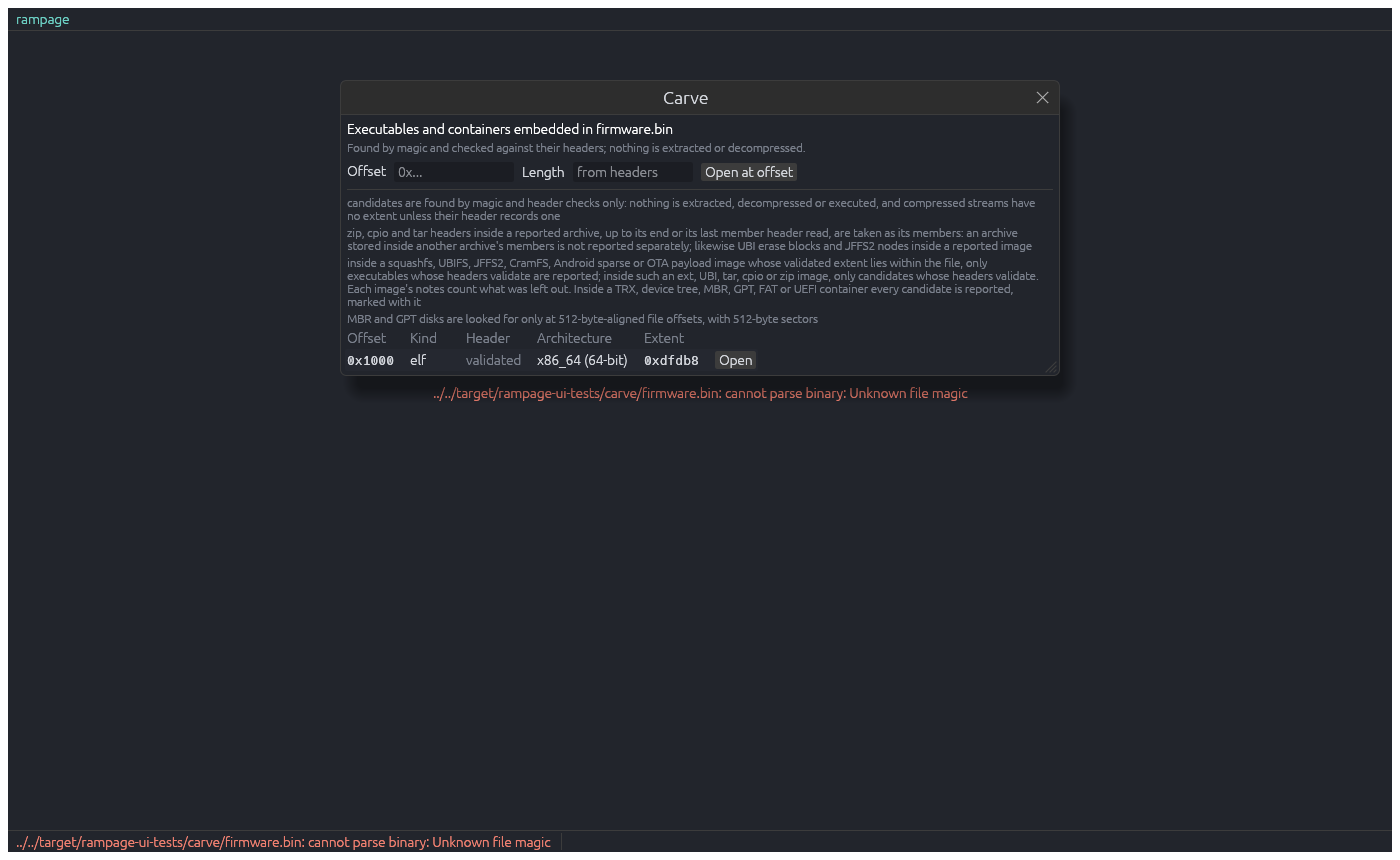 rampage
Carve
Executables and containers embedded in firmware.bin
Found by magic and checked against their headers; nothing is extracted or decompressed.
Offset 0x... Length from headers Open at offset
candidates are found by magic and header checks only: nothing is extracted, decompressed or executed, and compressed streams have
no extent unless their header records one
zip, cpio and tar headers inside a reported archive, up to its end or its last member header read, are taken as its members: an archive
stored inside another archive's members is not reported separately; likewise UBI erase blocks and JFFS2 nodes inside a reported image
inside a squashfs, UBIFS, JFFS2, CramFS, Android sparse or OTA payload image whose validated extent lies within the file, only
executables whose headers validate are reported; inside such an ext, UBI, tar, cpio or zip image, only candidates whose headers validate.
Each image's notes count what was left out. Inside a TRX, device tree, MBR, GPT, FAT or UEFI container every candidate is reported,
marked with it
MBR and GPT disks are looked for only at 512-byte-aligned file offsets, with 512-byte sectors
Offset Kind Header Architecture Extent
0x1000 elf validated x86_64 (64-bit) 0xdfdb8 Open
../../target/rampage-ui-tests/carve/firmware.bin: cannot parse binary: Unknown file magic
../../target/rampage-ui-tests/carve/firmware.bin: cannot parse binary: Unknown file magic